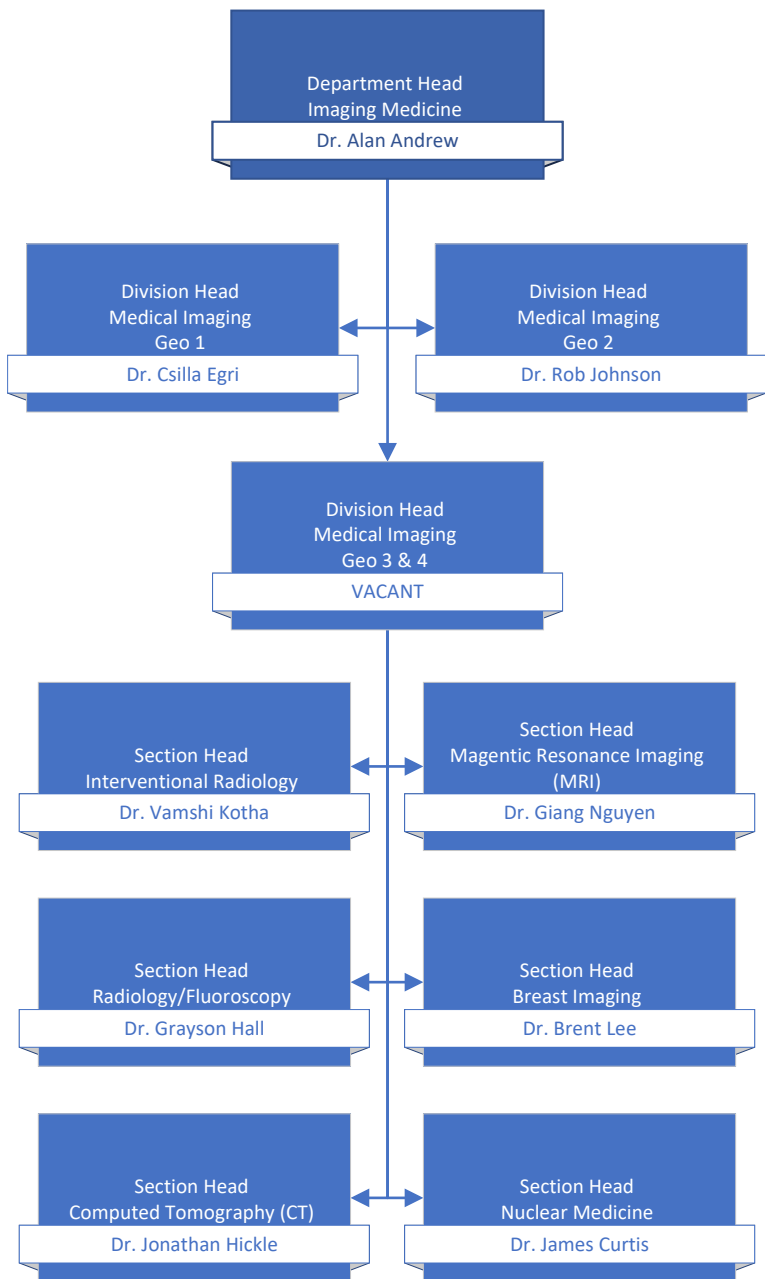 Department Head
Imaging Medicine
Dr. Alan Andrew
Division Head
Medical Imaging
Geo 1
Dr. Csilla Egri
Division Head
Medical Imaging
Geo 2
Dr. Rob Johnson
Division Head
Medical Imaging
Geo 3 & 4
VACANT
Section Head
Interventional Radiology
Dr. Vamshi Kotha
Section Head
Magentic Resonance Imaging
(MRI)
Dr. Giang Nguyen
Section Head
Radiology/Fluoroscopy
Dr. Grayson Hall
Section Head
Breast Imaging
Dr. Brent Lee
Section Head
Computed Tomography (CT)
Dr. Jonathan Hickle
Section Head
Nuclear Medicine
Dr. James Curtis